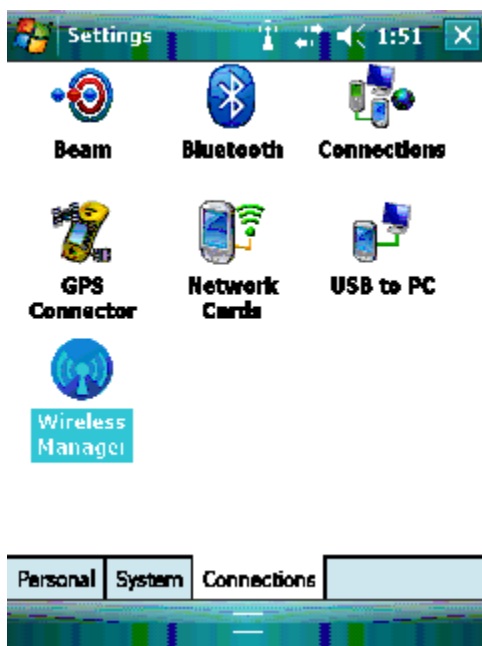 Settings 1:51
Beam Bluetooth Connections
GPS Network USB to PC
Connector Cards
Wireless
Manager
Personal System Connections